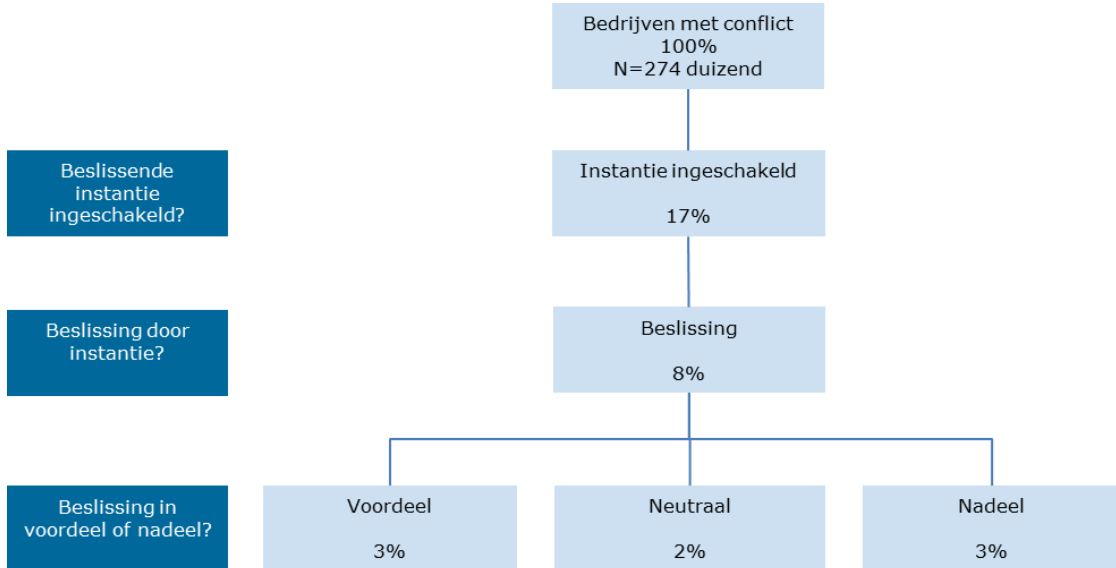 Bedrijven met conflict
100%
N=274 duizend
Beslissende
instantie
ingeschakeld?
Instantie ingeschakeld
17%
Beslissing door
instantie?
Beslissing
8%
Beslissing in
voordeel of nadeel?
Voordeel
3%
Neutraal
2%
Nadeel
3%